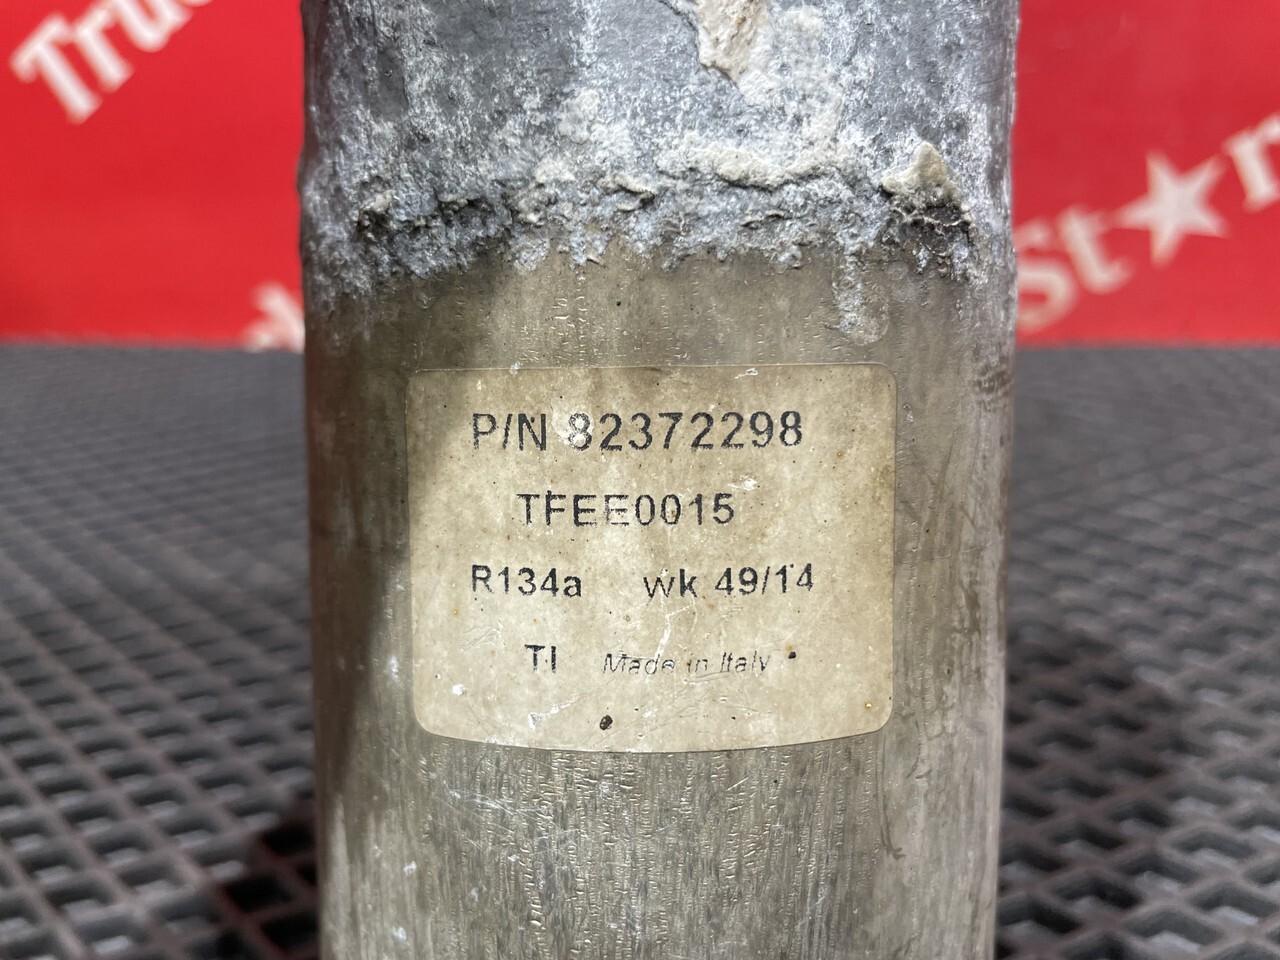 P/N 82372298
TFEE0015
R134a wk 49/14
TI Made in Italy